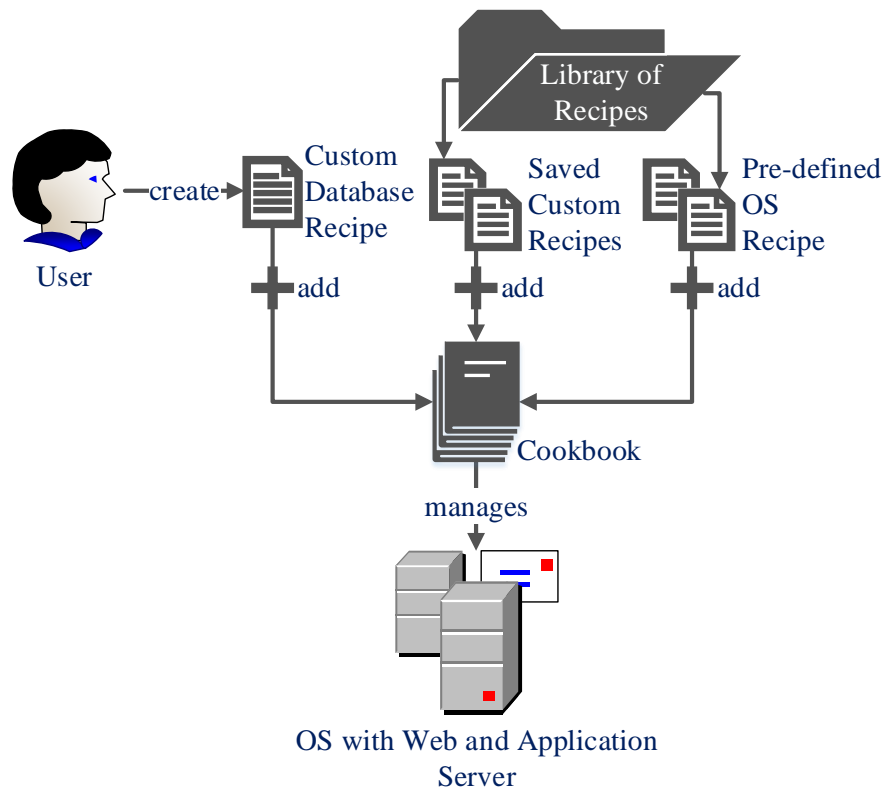 Library of
Recipes
create
Custom
Database
Recipe
Saved
Custom
Recipes
Pre-defined
OS
Recipe
User
add
add
add
Cookbook
manages
OS with Web and Application
Server